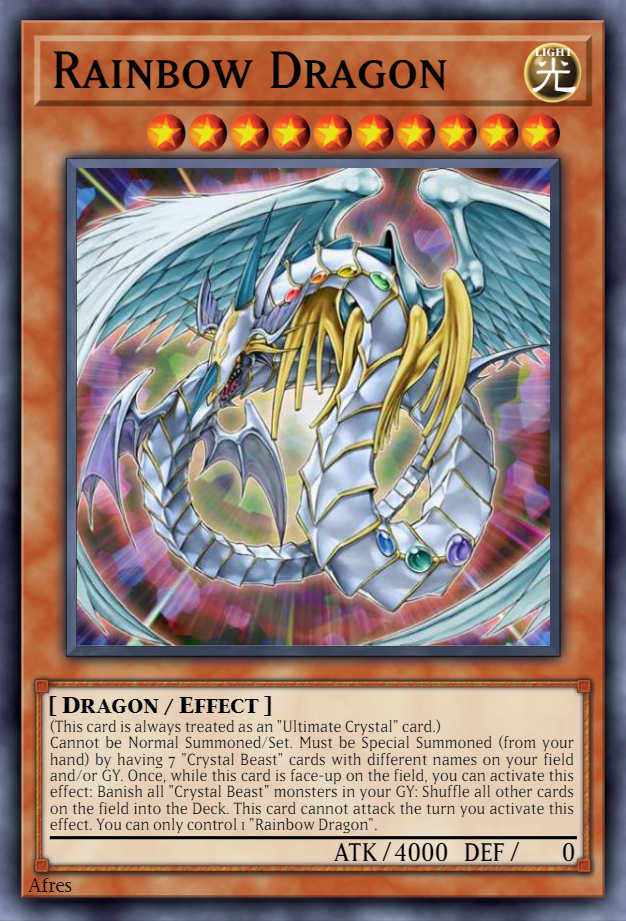 Rainbow Dragon
LIGHT
光
[ Dragon / Effect ]
(This card is always treated as an "Ultimate Crystal" card.)
Cannot be Normal Summoned/Set. Must be Special Summoned (from your
hand) by having 7 "Crystal Beast" cards with different names on your field
and/or GY. Once, while this card is face-up on the field, you can activate this
effect: Banish all "Crystal Beast" monsters in your GY: Shuffle all other cards
on the field into the Deck. This card cannot attack the turn you activate this
effect. You can only control 1 "Rainbow Dragon".
ATK / 4000 DEF / 0
Afres